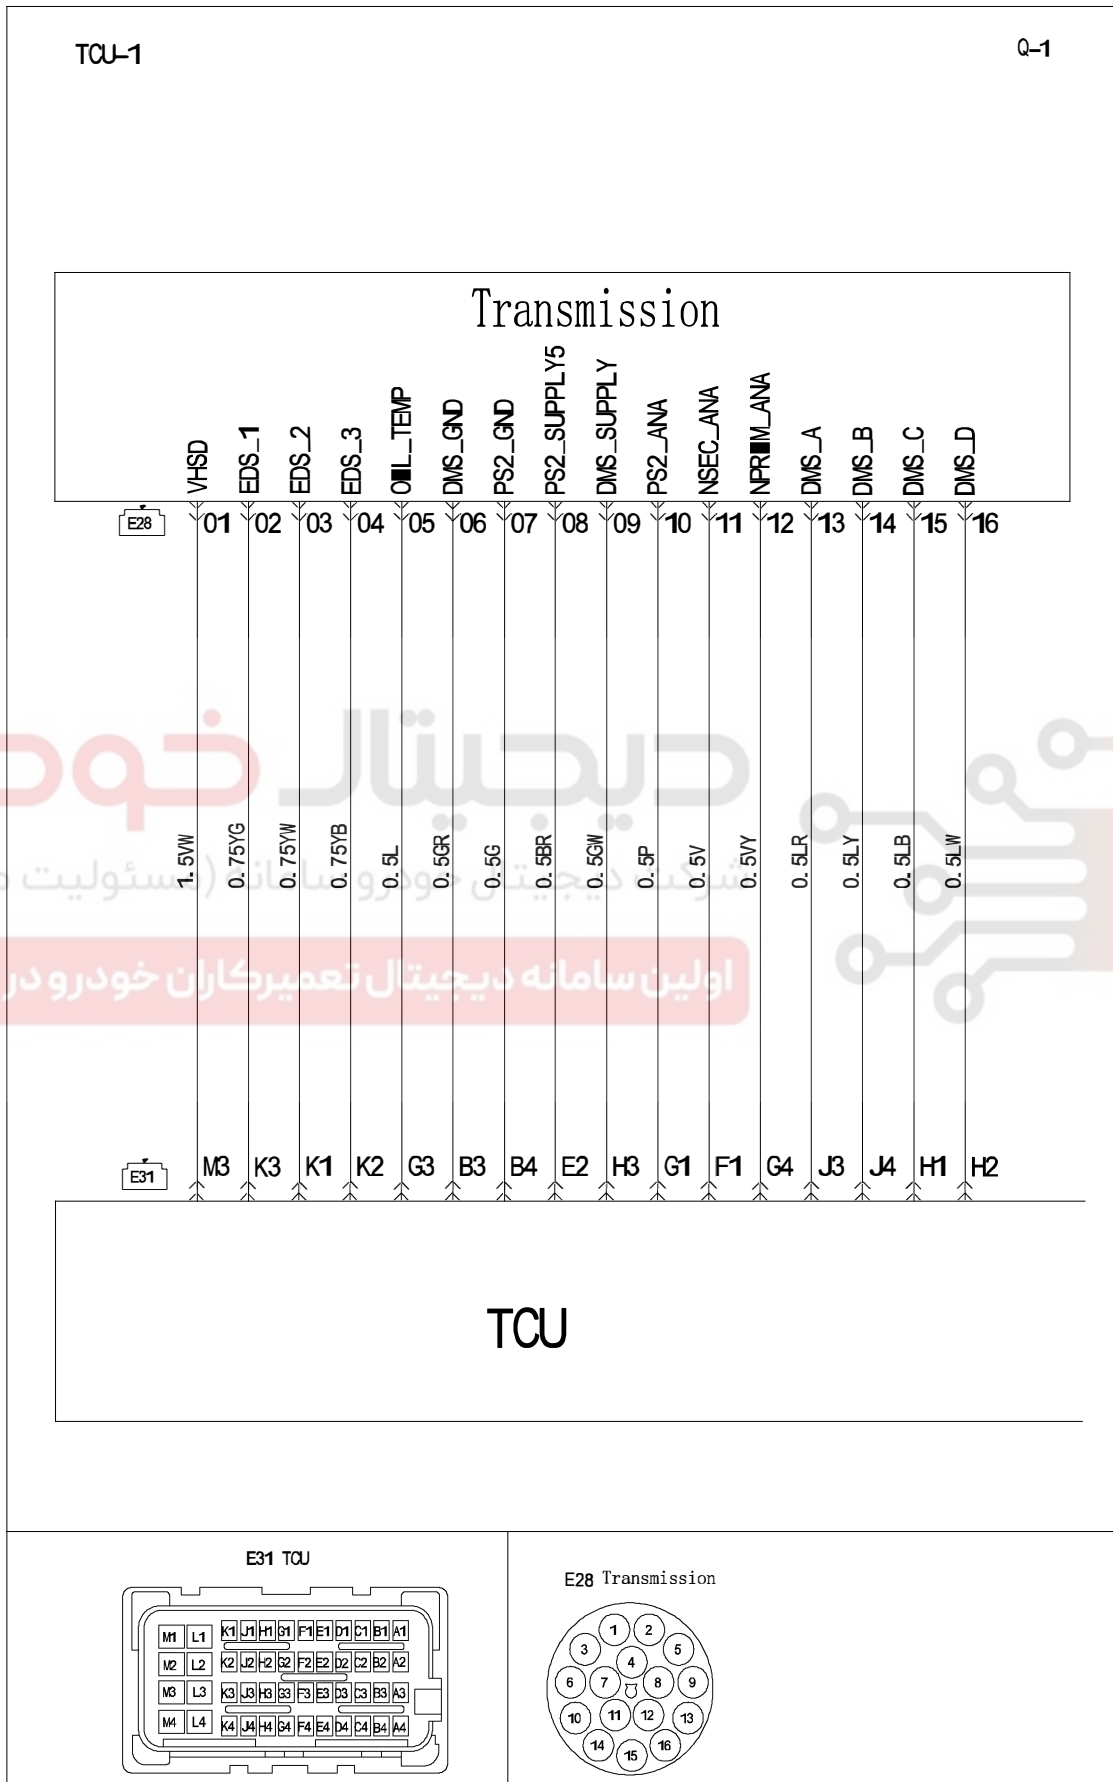 TCU-1
Q-1
Transmission
VHSD
EDS_1
EDS_2
EDS_3
OIL_TEMP
DMS_GND
PS2_GND
PS2_SUPPLY5
DMS_SUPPLY
PS2_ANA
NSEC_ANA
NPRIM_ANA
DMS_A
DMS_B
DMS_C
DMS_D
E28
01 02 03 04 05 06 07 08 09 10 11 12 13 14 15 16
دیجیتال خود
1.5VW
0.75YG
0.75YW
0.75YB
0.5L
0.5GR
0.5G
0.5BR
0.5GW
0.5P
0.5V
0.5VY
0.5LR
0.5LY
0.5LB
0.5LW
شرکت دیجیتال خودرو سامانه (مسئولیت
اولین سامانه دیجیتال تعمیرکاران خودرو در
E31
M3 K3 K1 K2 G3 B3 B4 E2 H3 G1 F1 G4 J3 J4 H1 H2
TCU
E31 TCU
M1 L1 K1 J1 H1 G1 F1 E1 D1 C1 B1 A1
M2 L2 K2 J2 H2 G2 F2 E2 D2 C2 B2 A2
M3 L3 K3 J3 H3 G3 F3 E3 D3 C3 B3 A3
M4 L4 K4 J4 H4 G4 F4 E4 D4 C4 B4 A4
E28 Transmission
1 2
3 4 5
6 7 8 9
10 11 12 13
14 15 16